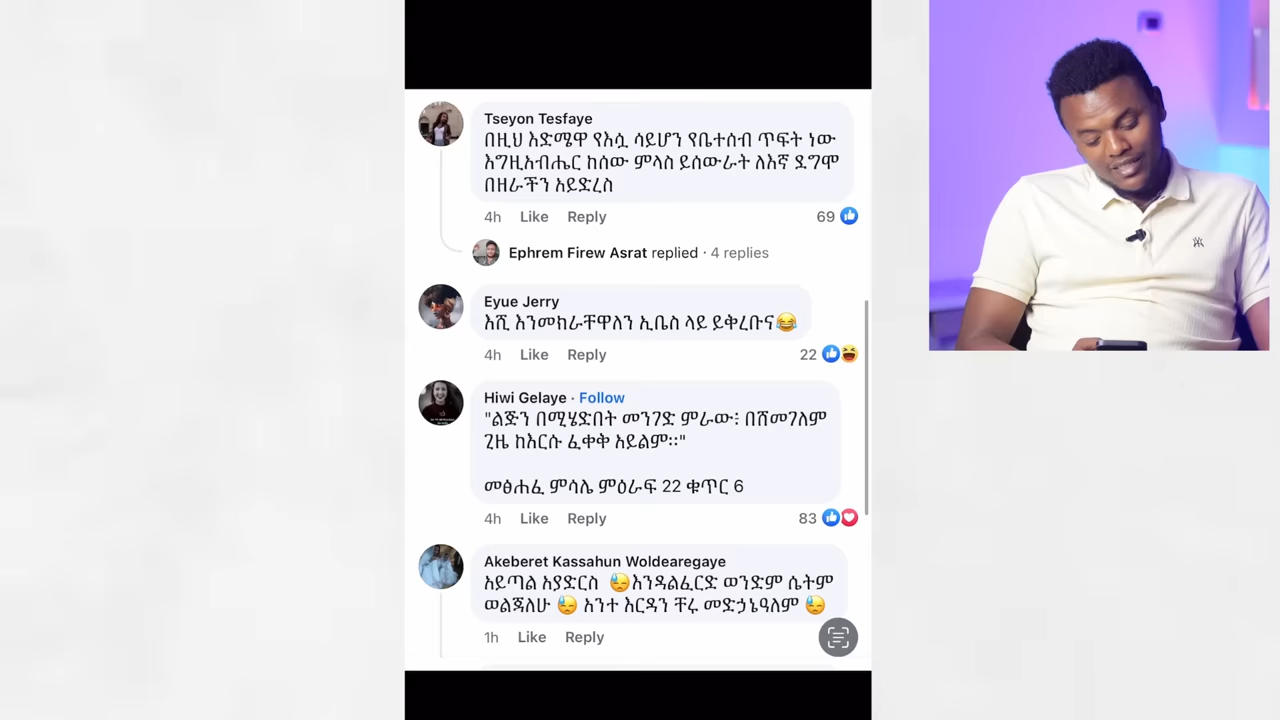 Tseyon Tesfaye
በዚህ እድሜዋ የእሷ ሳይሆን የቤተሰብ ጥፍት ነው
እግዚአብሔር ከሰው ምላስ ይሰውራት ለእኛ ደግሞ
በዘራችን አይድረስ
4h Like Reply 69
Ephrem Firew Asrat replied · 4 replies
Eyue Jerry
እሺ እንመክራቸዋለን ኢቤስ ላይ ይቅረቡና😂
4h Like Reply 22
Hiwi Gelaye · Follow
"ልጅን በሚሄድበት መንገድ ምራው፥ በሸመገለም
ጊዜ ከእርሱ ፈቀቅ አይልም።"
መፅሐፈ ምሳሌ ምዕራፍ 22 ቁጥር 6
4h Like Reply 83
Akeberet Kassahun Woldearegaye
አይጣል አያድርስ 😓እንዳልፈርድ ወንድም ሴትም
ወልጃለሁ 😓 አንተ እርዳን ቸሩ መድኃኔዓለም 😓
1h Like Reply